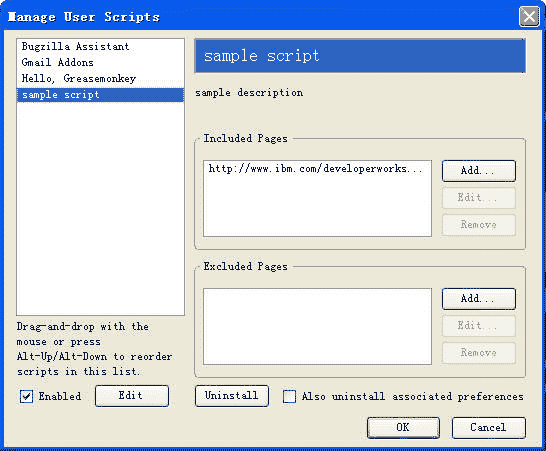 Manage User Scripts
Bugzilla Assistant
Gmail Addons
Hello, Greasemonkey
sample script
Drag-and-drop with the
mouse or press
Alt-Up/Alt-Down to reorder
scripts in this list.
Enabled
Edit
sample script
sample description
Included Pages
http://www.ibm.com/developerworks...
Add...
Edit...
Remove
Excluded Pages
Add...
Edit...
Remove
Uninstall
Also uninstall associated preferences
OK
Cancel